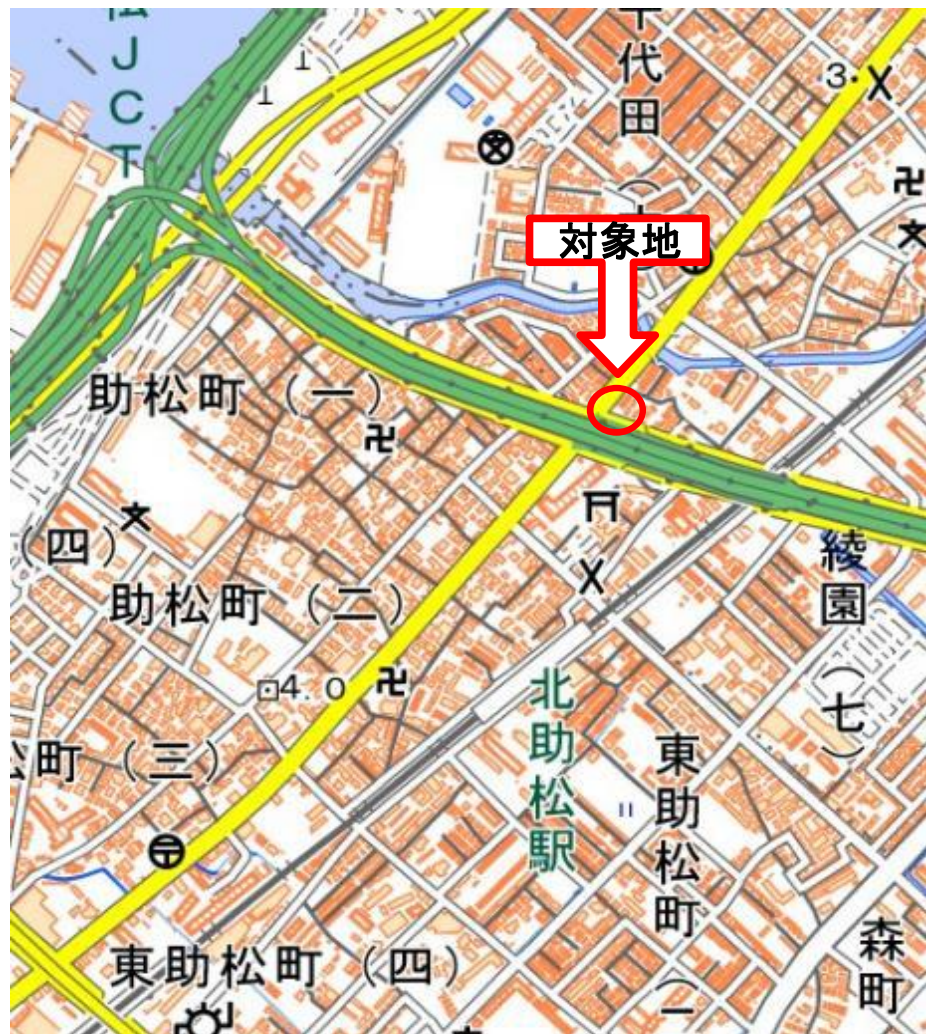 JCT
代田
3.
対象地
助松町(一)
(四)
助松町(二)
綾園(七)
4.0
北助松駅
町(三)
東助松町(二
東助松町(四)
森町